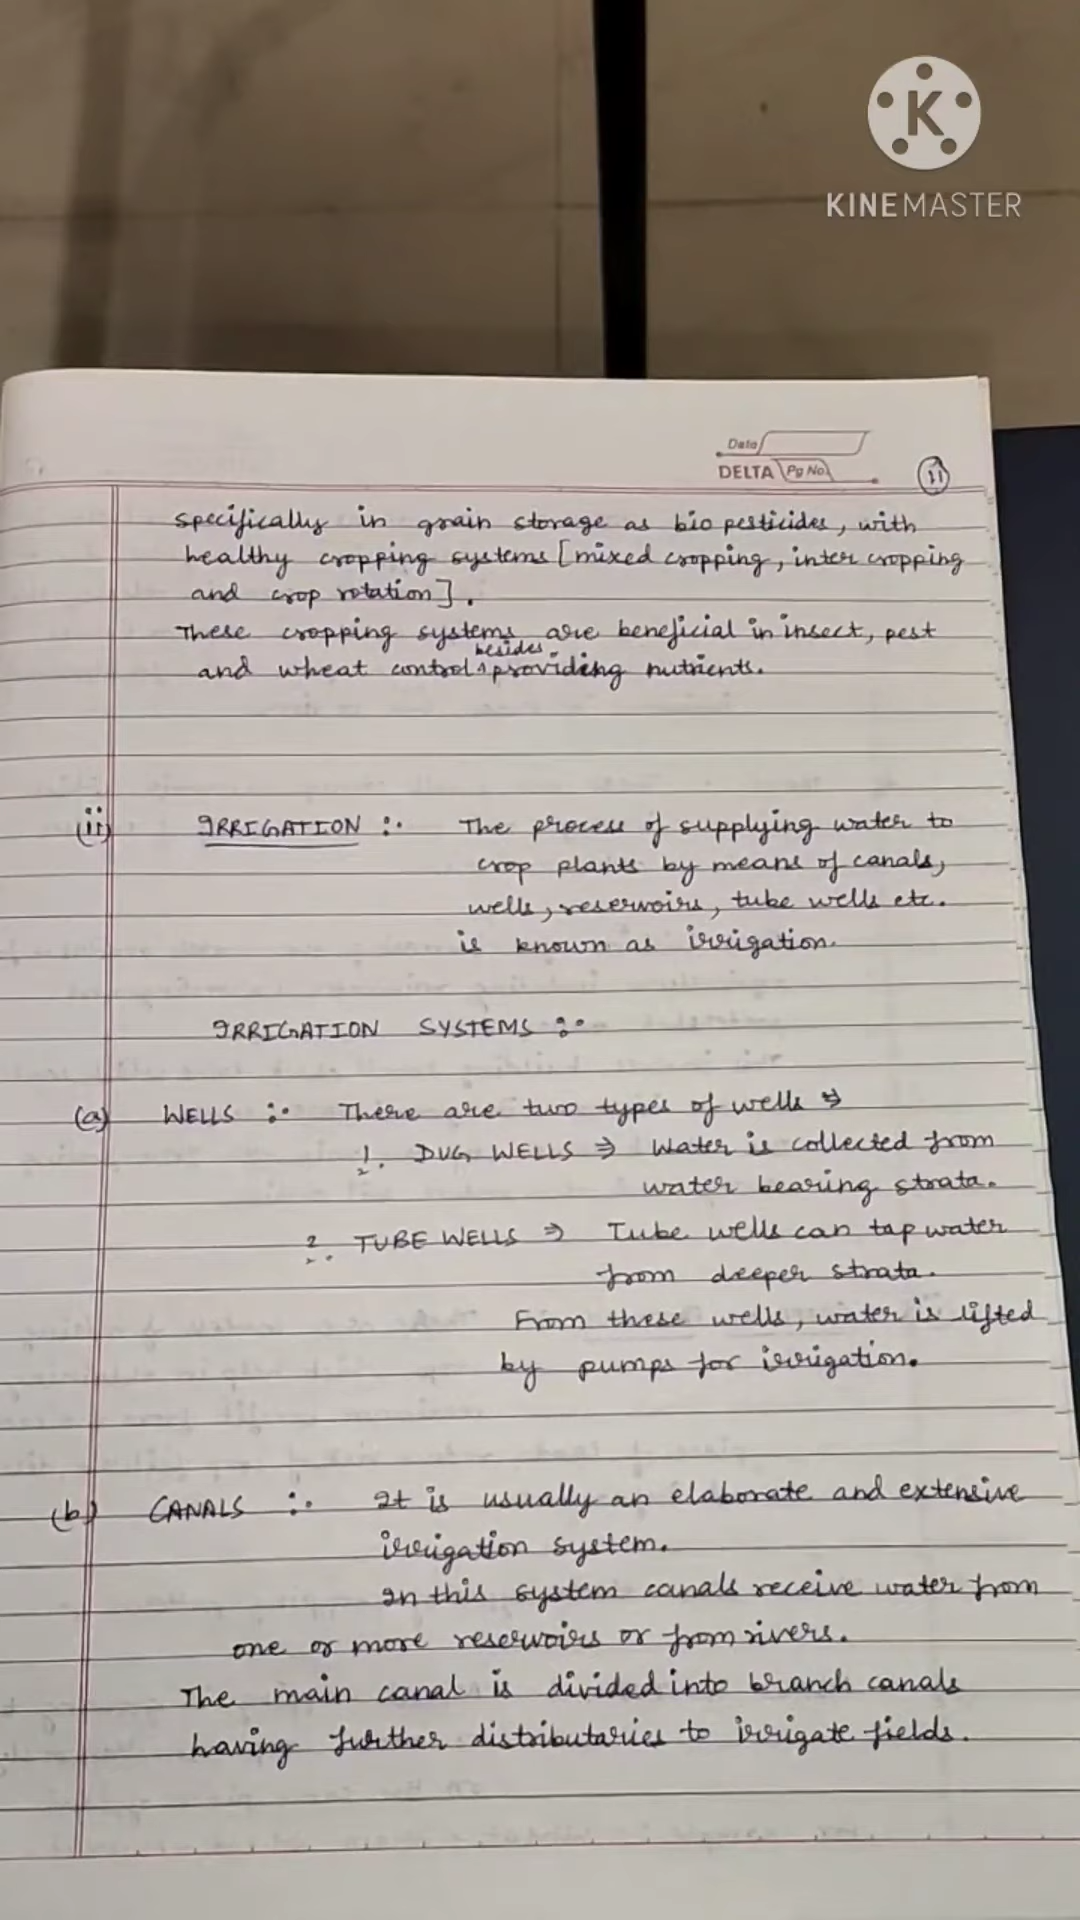 KINEMASTER
Date
DELTA Pg No. 11
specifically in grain storage as bio pesticides, with
healthy cropping systems [mixed cropping, inter cropping
and crop rotation].
These cropping systems are beneficial in insect, pest
besides
and wheat control ^ providing nutrients.
(ii) IRRIGATION :· The process of supplying water to
crop plants by means of canals,
wells, reservoirs, tube wells etc.
is known as irrigation.
IRRIGATION SYSTEMS :·
(a) WELLS :· There are two types of wells ⇒
1. DUG WELLS ⇒ Water is collected from
water bearing strata.
2. TUBE WELLS ⇒ Tube wells can tap water
from deeper strata.
From these wells, water is lifted
by pumps for irrigation.
(b) CANALS :· It is usually an elaborate and extensive
irrigation system.
In this system canals receive water from
one or more reservoirs or from rivers.
The main canal is divided into branch canals
having further distributaries to irrigate fields.